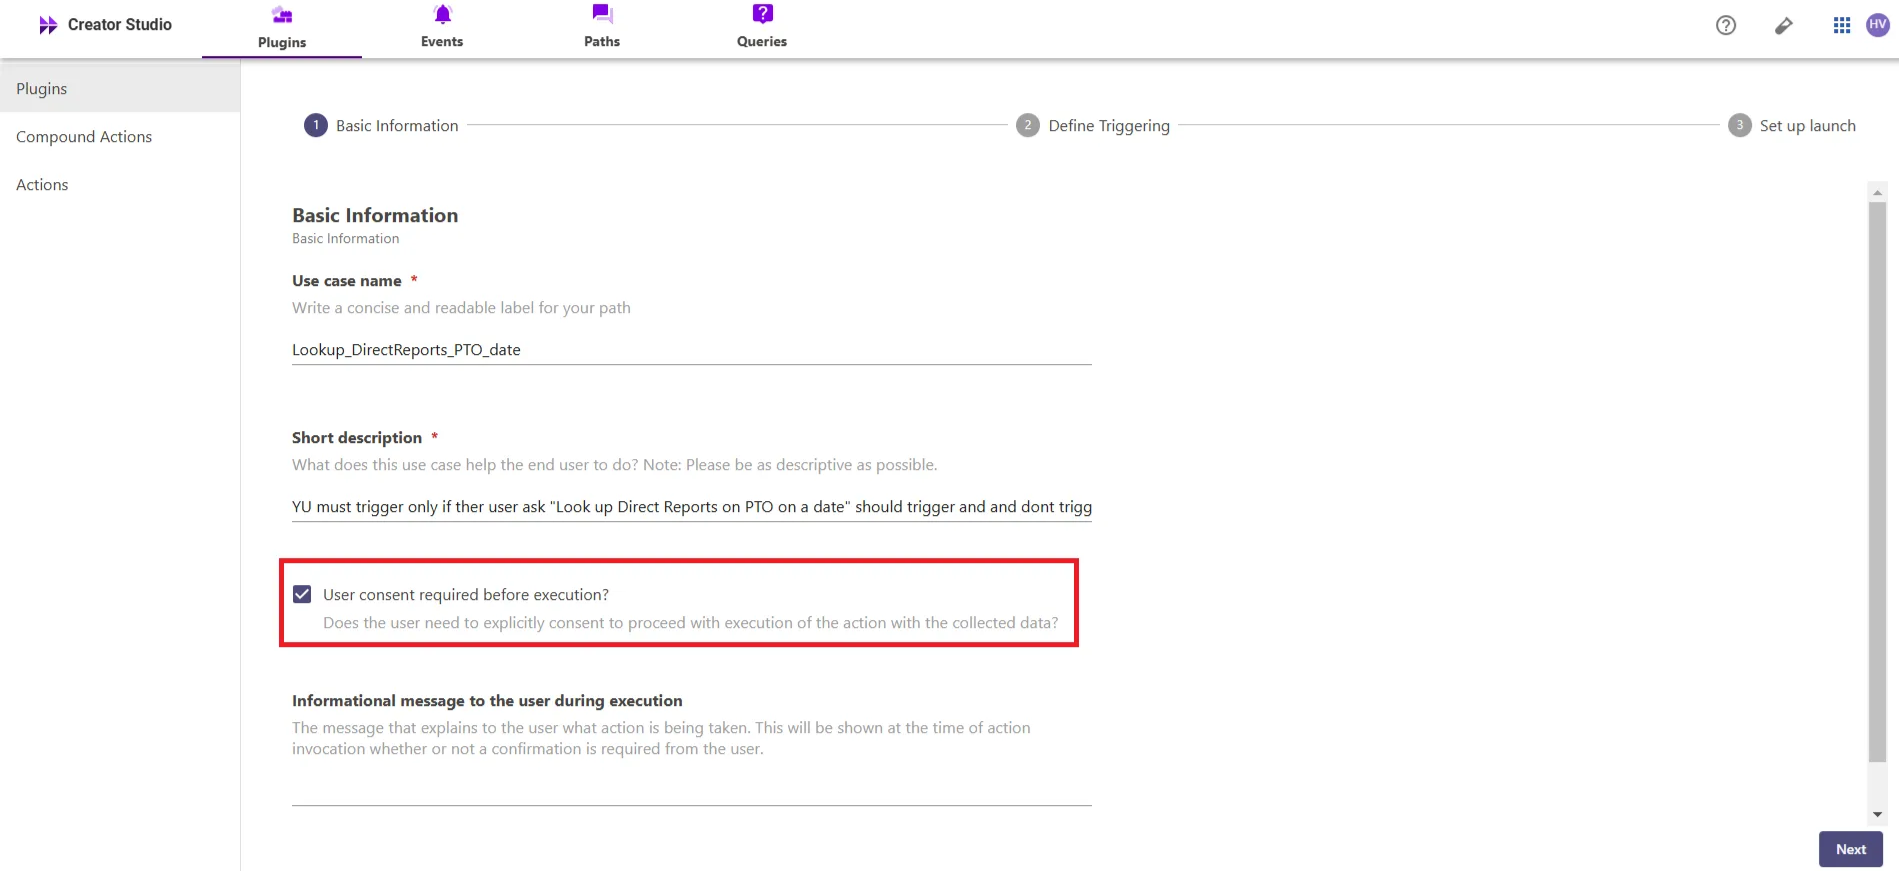 Creator Studio
Plugins
Events
Paths
Queries
HV
Plugins
Compound Actions
Actions
1 Basic Information
2 Define Triggering
3 Set up launch
Basic Information
Basic Information
Use case name *
Write a concise and readable label for your path
Lookup_DirectReports_PTO_date
Short description *
What does this use case help the end user to do? Note: Please be as descriptive as possible.
YU must trigger only if ther user ask "Look up Direct Reports on PTO on a date" should trigger and and dont trigg
User consent required before execution?
Does the user need to explicitly consent to proceed with execution of the action with the collected data?
Informational message to the user during execution
The message that explains to the user what action is being taken. This will be shown at the time of action
invocation whether or not a confirmation is required from the user.
Next